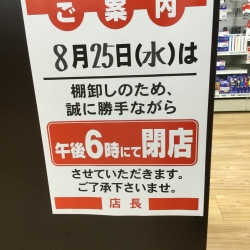 ご案内
8月25日(水)は
棚卸しのため、
誠に勝手ながら
午後6時にて閉店
させていただきます。
ご了承下さいませ。
店長